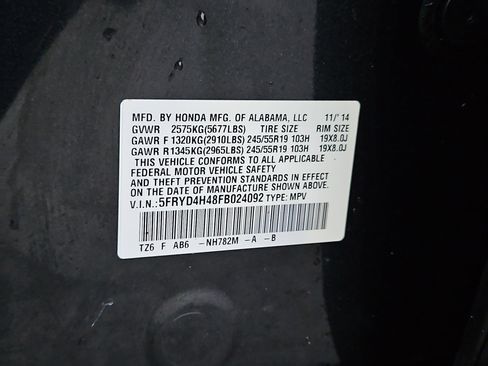 MFD. BY HONDA MFG. OF ALABAMA, LLC 11/'14
GVWR 2575KG(5677LBS) TIRE SIZE RIM SIZE
GAWR F 1320KG(2910LBS) 245/55R19 103H 19X8.0J
GAWR R1345KG(2965LBS) 245/55R19 103H 19X8.0J
THIS VEHICLE CONFORMS TO ALL APPLICABLE
FEDERAL MOTOR VEHICLE SAFETY
AND THEFT PREVENTION STANDARDS IN EFFECT
ON THE DATE OF MANUFACTURE SHOWN ABOVE.
V.I.N.:5FRYD4H48FB024092 TYPE: MPV
TZ6 F AB6 -NH782M -A -B